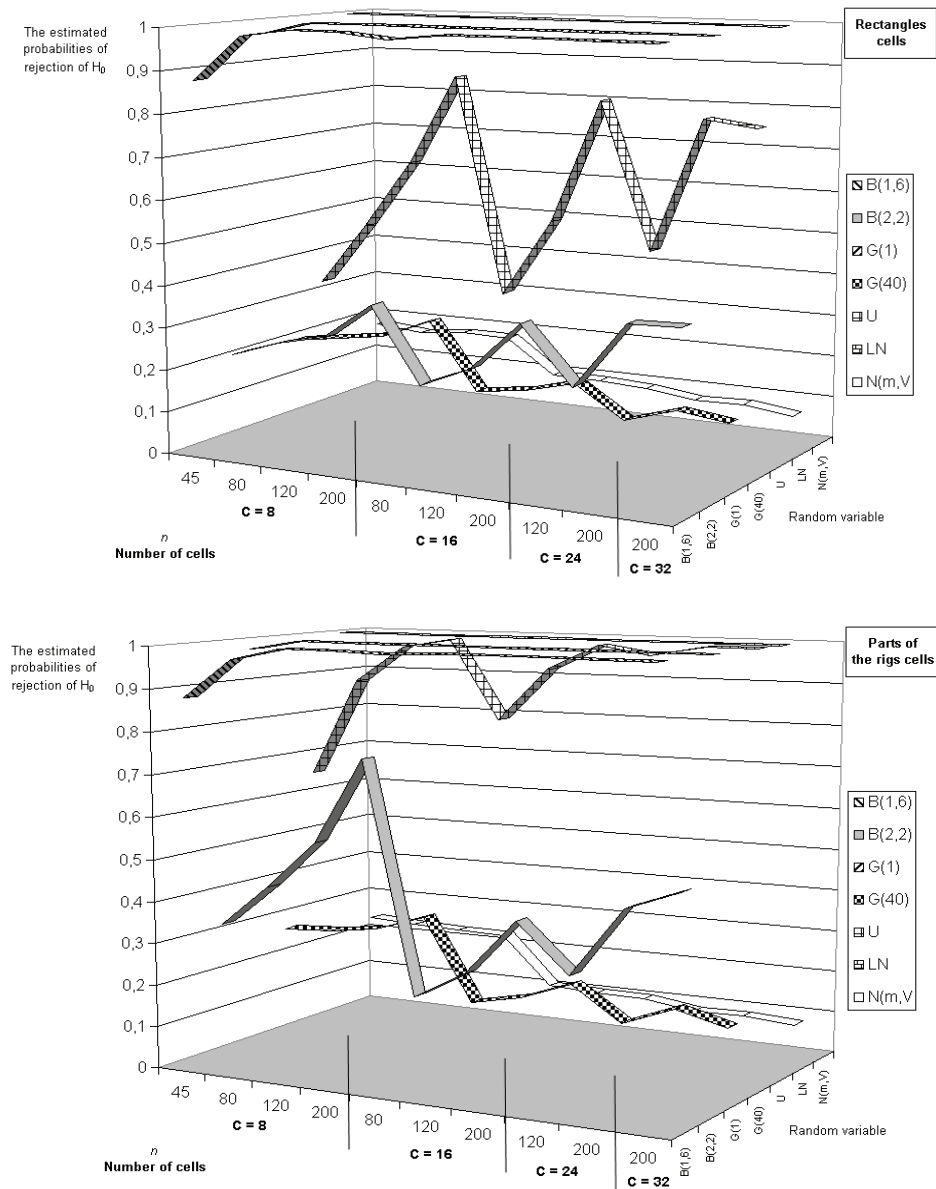 The estimated
probabilities of
rejection of H₀
1
0,9
0,8
0,7
0,6
0,5
0,4
0,3
0,2
0,1
0
Rectangles
cells
B(1,6)
B(2,2)
G(1)
G(40)
U
LN
N(m,V
45
80
120
200
80
120
200
120
200
200
C = 8
C = 16
C = 24
C = 32
n
Number of cells
B(1,6)
B(2,2)
G(1)
G(40)
U
LN
N(m,V)
Random variable
The estimated
probabilities of
rejection of H₀
1
0,9
0,8
0,7
0,6
0,5
0,4
0,3
0,2
0,1
0
Parts of
the rigs cells
B(1,6)
B(2,2)
G(1)
G(40)
U
LN
N(m,V
45
80
120
200
80
120
200
120
200
200
C = 8
C = 16
C = 24
C = 32
n
Number of cells
B(1,6)
B(2,2)
G(1)
G(40)
U
LN
N(m,V)
Random variable